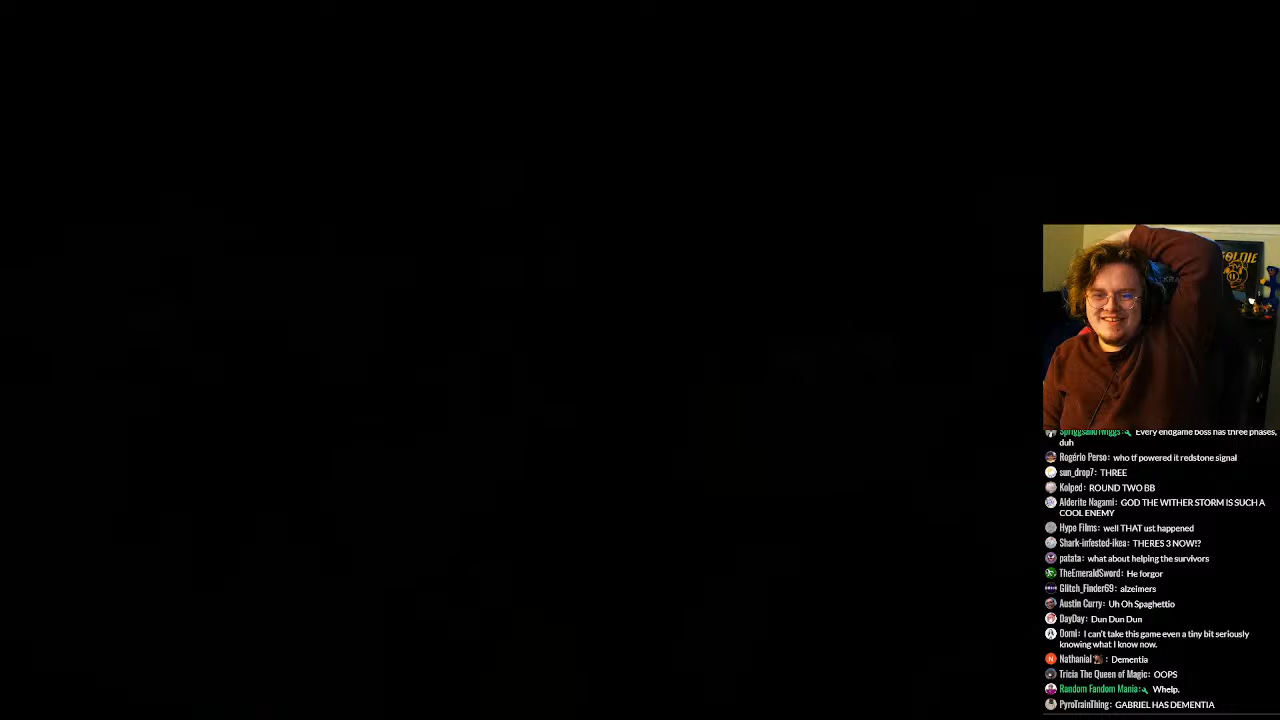 OLDIE
SpriggsandTwiggs: Every endgame boss has three phases,
duh
Rogério Perso: who tf powered it redstone signal
sun_drop7: THREE
Kolped: ROUND TWO BB
Alderite Nagami: GOD THE WITHER STORM IS SUCH A
COOL ENEMY
Hype Films: well THAT ust happened
Shark-infested-ikea: THERES 3 NOW!?
patata: what about helping the survivors
TheEmeraldSword: He forgor
Glitch_Finder69: alzeimers
Austin Curry: Uh Oh Spaghettio
DayDay: Dun Dun Dun
Oomi: I can't take this game even a tiny bit seriously
knowing what I know now.
Nathanial: Dementia
Tricia The Queen of Magic: OOPS
Random Fandom Mania: Whelp.
PyroTrainThing: GABRIEL HAS DEMENTIA